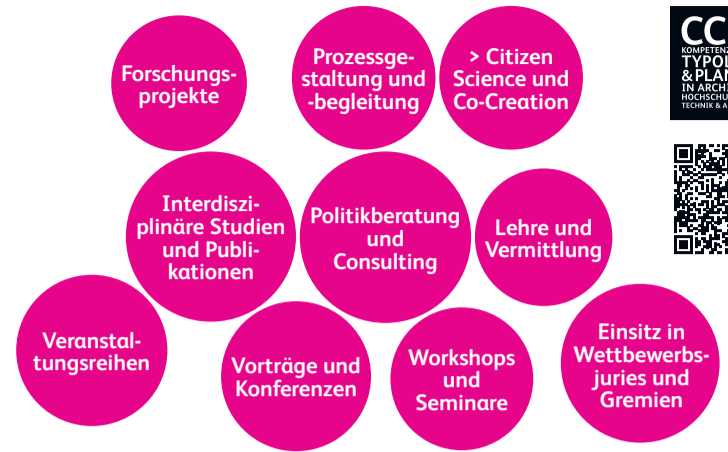 Forschungs-
projekte
Prozessge-
staltung und
-begleitung
> Citizen
Science und
Co-Creation
Interdiszi-
plinäre Studien
und Publi-
kationen
Politikberatung
und
Consulting
Lehre und
Vermittlung
Veranstal-
tungsreihen
Vorträge und
Konferenzen
Workshops
und
Seminare
Einsitz in
Wettbewerbs-
juries und
Gremien
CC
KOMPETENZ
TYPOL
& PLAN
IN ARCHI
HOCHSCHU
TECHNIK & A